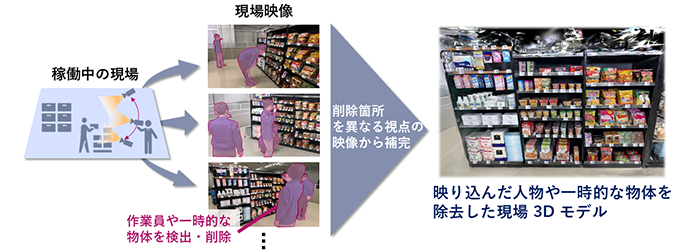 現場映像
稼働中の現場
作業員や一時的な
物体を検出・削除
削除箇所
を異なる視点の
映像から補完
映り込んだ人物や一時的な物体を
除去した現場 3D モデル